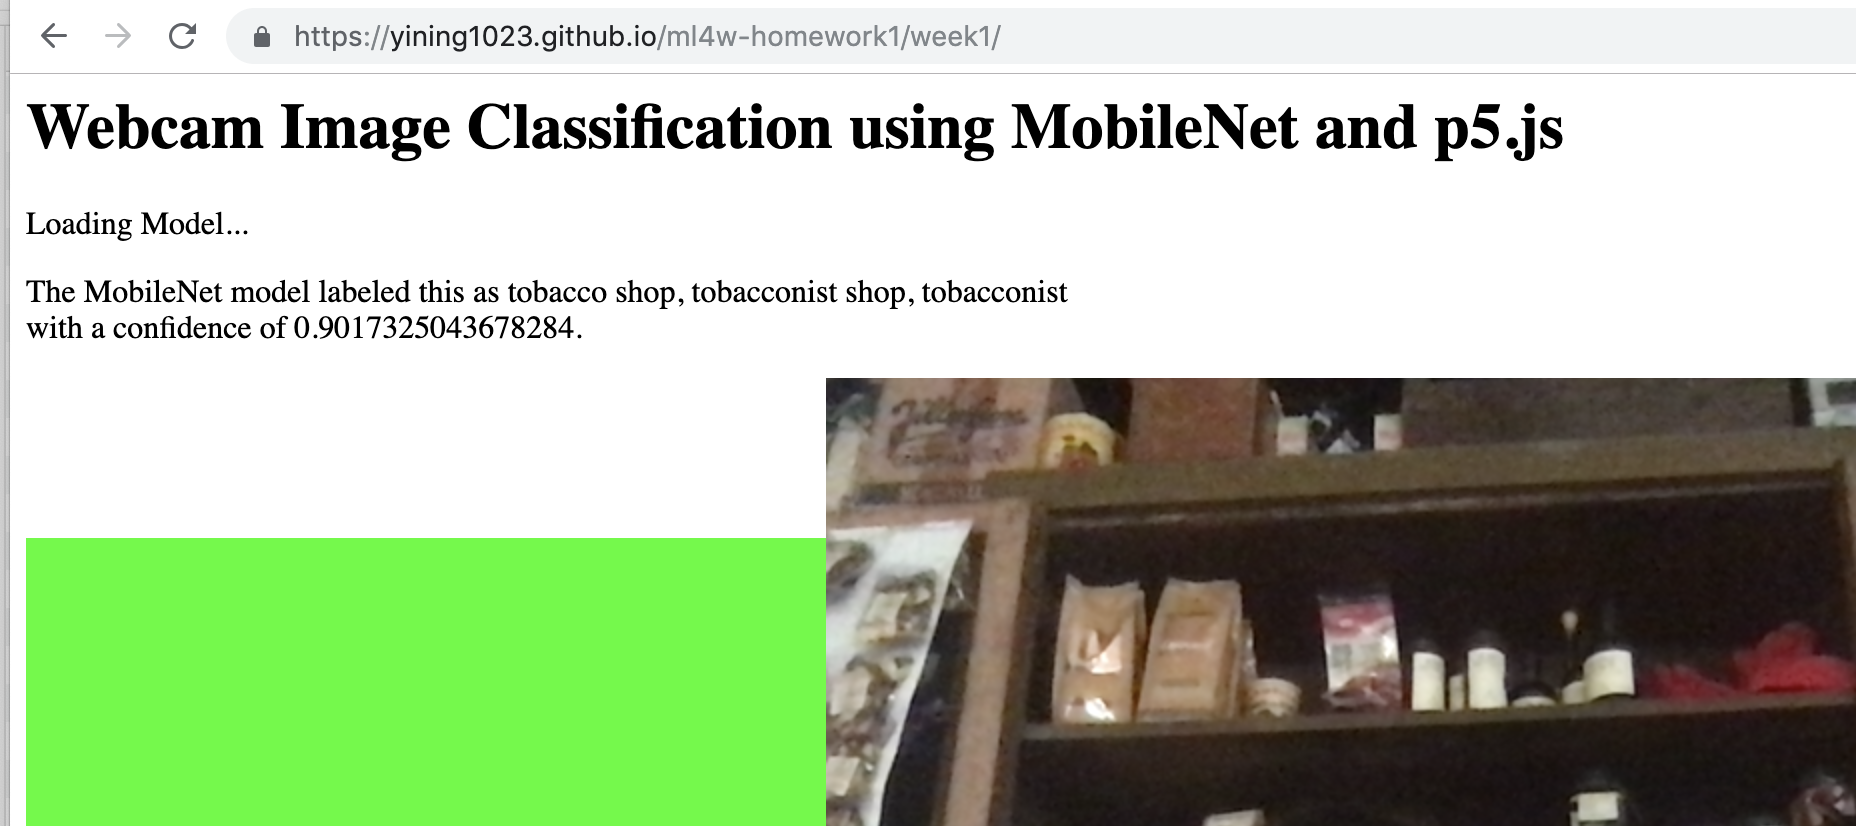 https://yining1023.github.io/ml4w-homework1/week1/
Webcam Image Classification using MobileNet and p5.js
Loading Model...
The MobileNet model labeled this as tobacco shop, tobacconist shop, tobacconist
with a confidence of 0.9017325043678284.